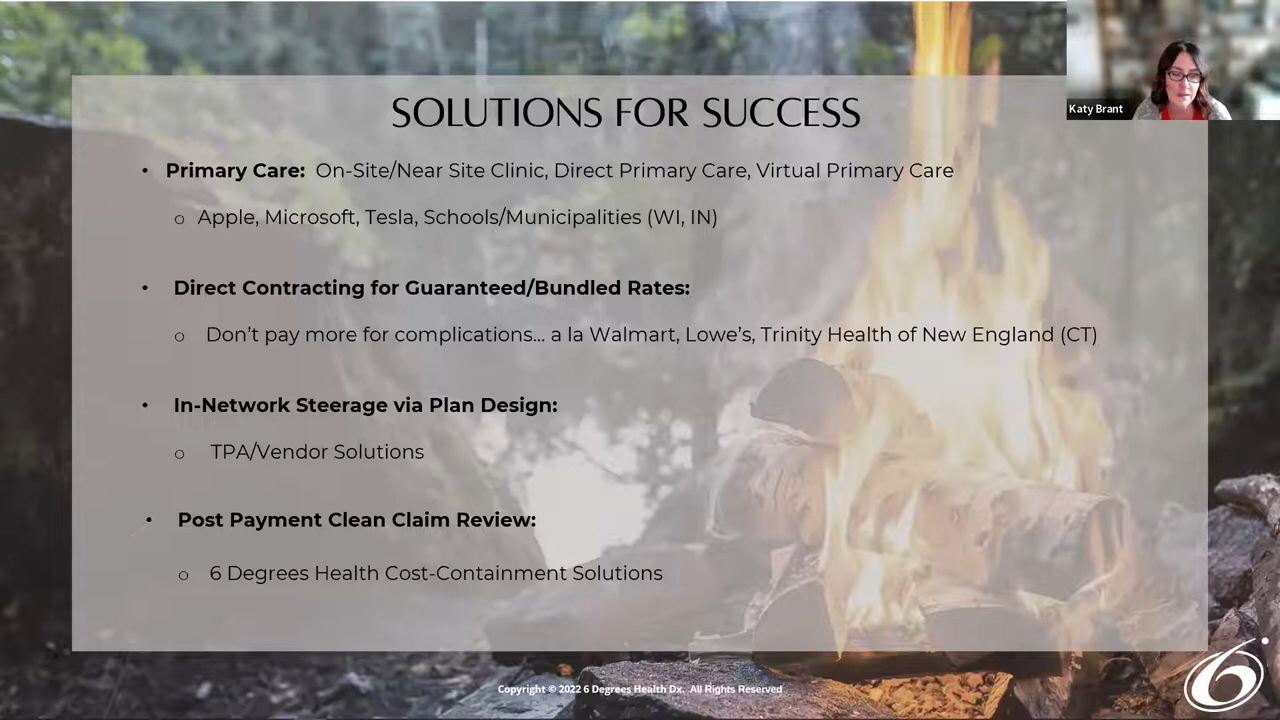 Katy Brant
SOLUTIONS FOR SUCCESS
• Primary Care: On-Site/Near Site Clinic, Direct Primary Care, Virtual Primary Care
o Apple, Microsoft, Tesla, Schools/Municipalities (WI, IN)
• Direct Contracting for Guaranteed/Bundled Rates:
o Don’t pay more for complications... a la Walmart, Lowe’s, Trinity Health of New England (CT)
• In-Network Steerage via Plan Design:
o TPA/Vendor Solutions
• Post Payment Clean Claim Review:
o 6 Degrees Health Cost-Containment Solutions
Copyright © 2022 6 Degrees Health Dx. All Rights Reserved
6